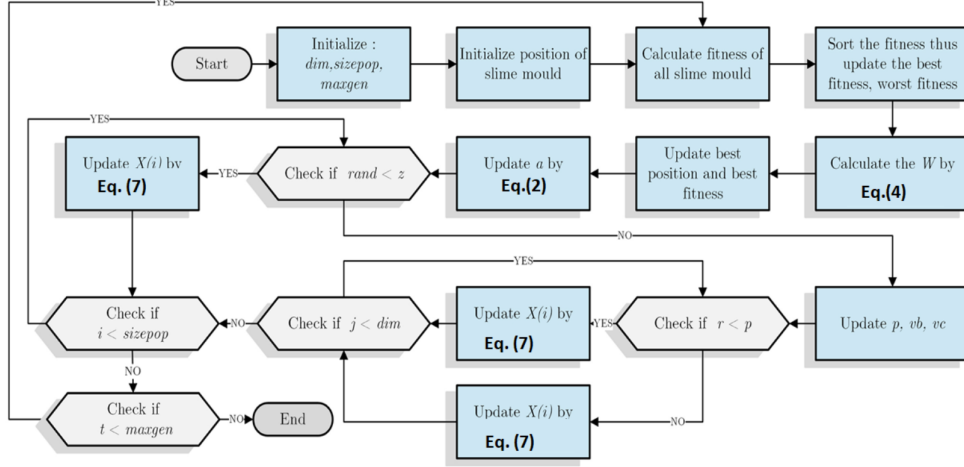 YES
Start
Initialize :
dim,sizepop,
maxgen
Initialize position of
slime mould
Calculate fitness of
all slime mould
Sort the fitness thus
update the best
fitness, worst fitness
YES
Update X(i) by
Eq. (7)
YES
Check if rand < z
Update a by
Eq.(2)
Update best
position and best
fitness
Calculate the W by
Eq.(4)
NO
YES
Check if
i < sizepop
NO
Check if j < dim
Update X(i) by
Eq. (7)
YES
Check if r < p
Update p, vb, vc
NO
Check if
t < maxgen
NO
End
Update X(i) by
Eq. (7)
NO